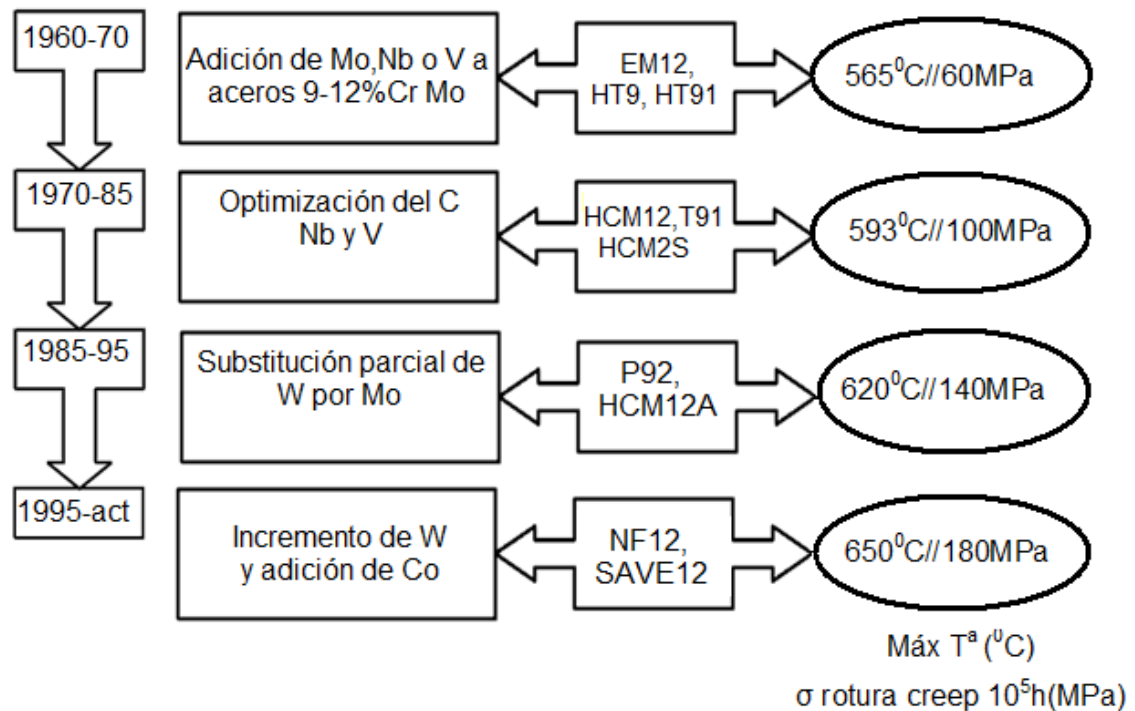 1960-70
Adición de Mo,Nb o V a
aceros 9-12%Cr Mo
EM12,
HT9, HT91
565⁰C//60MPa
1970-85
Optimización del C
Nb y V
HCM12,T91
HCM2S
593⁰C//100MPa
1985-95
Substitución parcial de
W por Mo
P92,
HCM12A
620⁰C//140MPa
1995-act
Incremento de W
y adición de Co
NF12,
SAVE12
650⁰C//180MPa
Máx Tª (⁰C)
σ rotura creep 10⁵h(MPa)